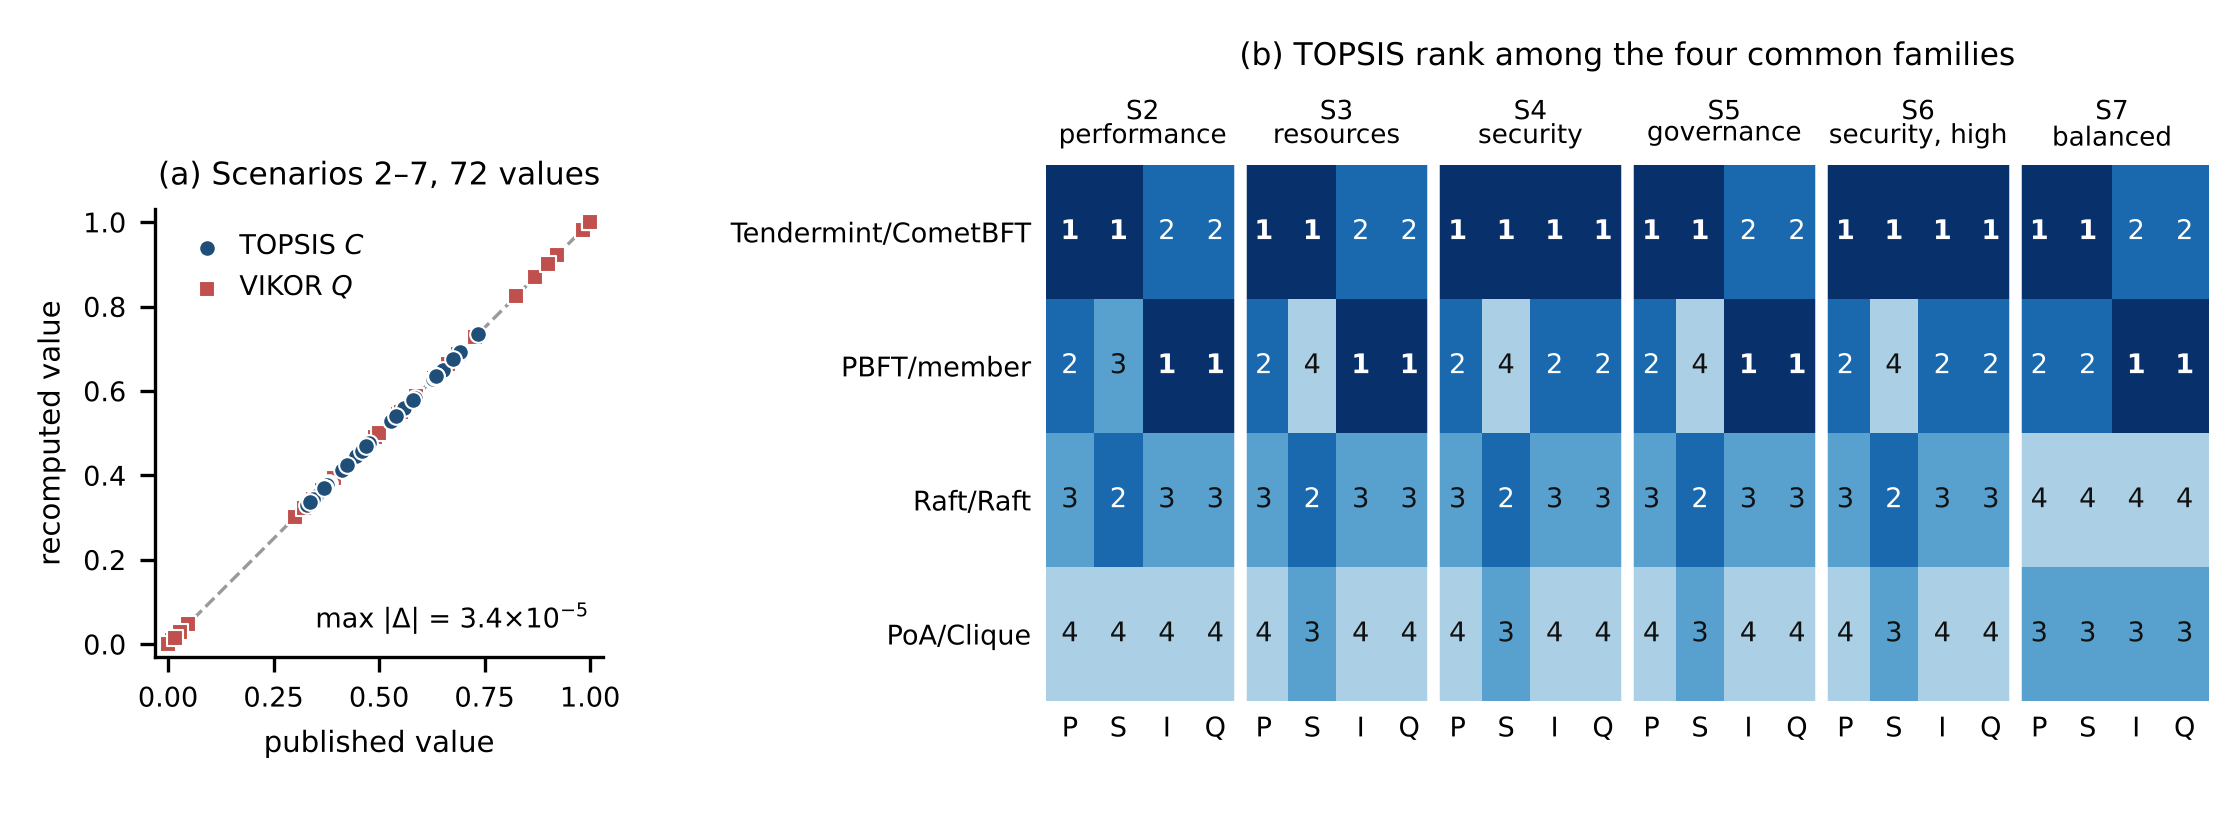 (a) Scenarios 2–7, 72 values
TOPSIS C
VIKOR Q
1.0
0.8
0.6
0.4
0.2
0.0
recomputed value
max |Δ| = 3.4×10⁻⁵
0.00 0.25 0.50 0.75 1.00
published value
(b) TOPSIS rank among the four common families
S2 S3 S4 S5 S6 S7
performance resources security governance security, high balanced
Tendermint/CometBFT 1 1 2 2 1 1 2 2 1 1 1 1 1 1 2 2 1 1 1 1 1 1 2 2
PBFT/member 2 3 1 1 2 4 1 1 2 4 2 2 2 4 1 1 2 4 2 2 2 2 1 1
Raft/Raft 3 2 3 3 3 2 3 3 3 2 3 3 3 2 3 3 3 2 3 3 4 4 4 4
PoA/Clique 4 4 4 4 4 3 4 4 4 3 4 4 4 3 4 4 4 3 4 4 3 3 3 3
P S I Q P S I Q P S I Q P S I Q P S I Q P S I Q